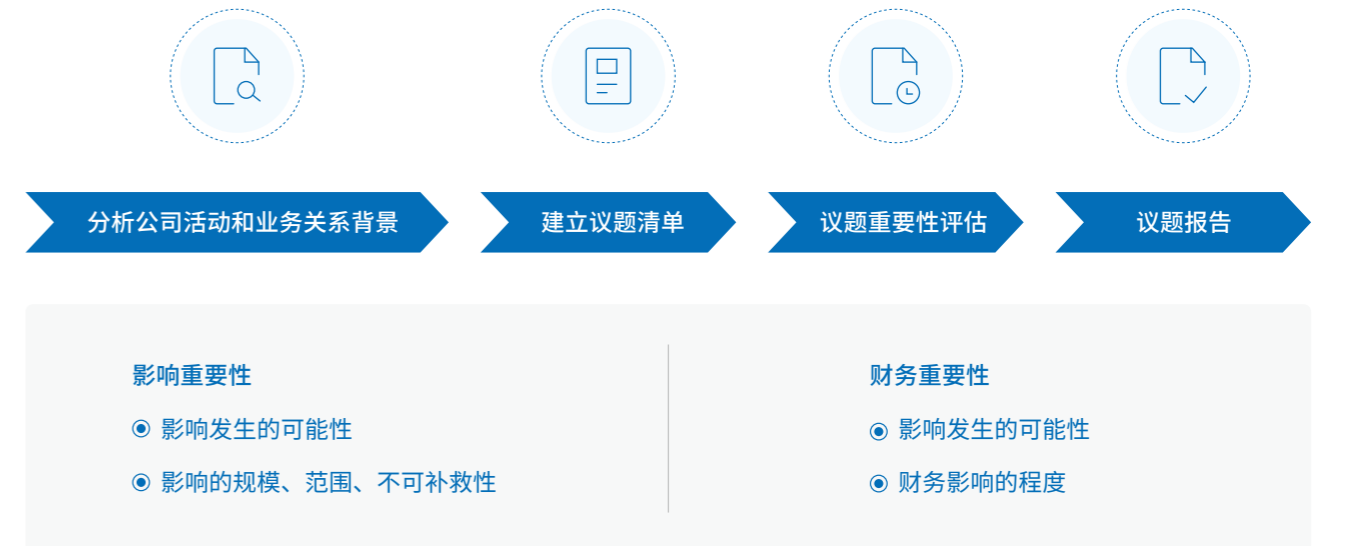 分析公司活动和业务关系背景
建立议题清单
议题重要性评估
议题报告
影响重要性
影响发生的可能性
影响的规模、范围、不可补救性
财务重要性
影响发生的可能性
财务影响的程度